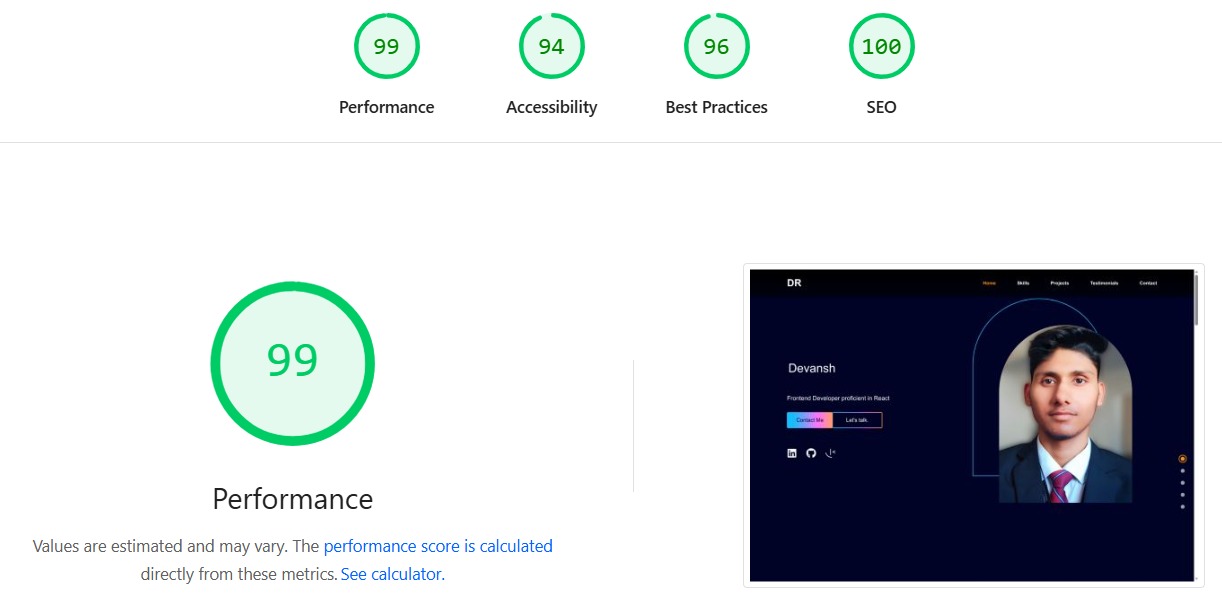 99
94
96
100
Performance
Accessibility
Best Practices
SEO
99
Performance
Values are estimated and may vary. The performance score is calculated
directly from these metrics. See calculator.
DR
Home
Skills
Projects
Testimonials
Contact
Devansh
Frontend Developer proficient in React
Contact Me
Let's talk.